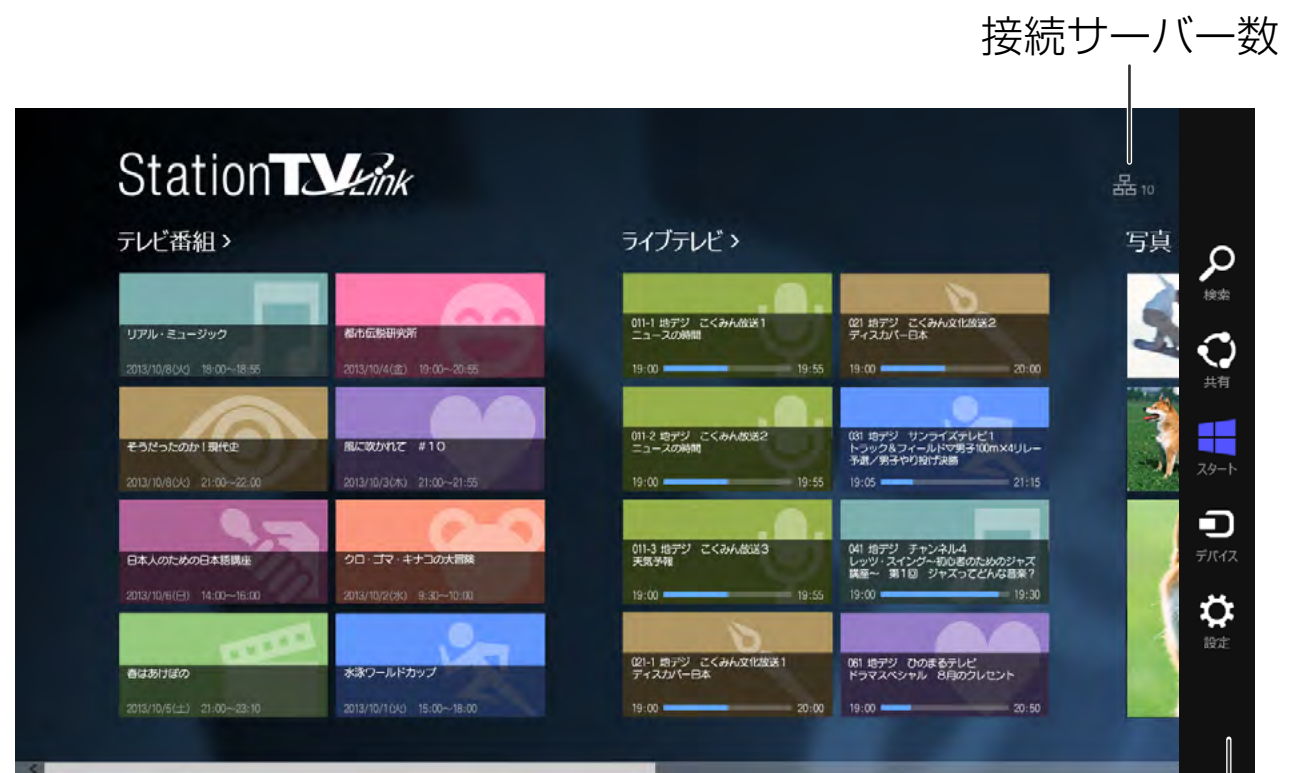 接続サーバー数
StationTV Link
品 10
テレビ番組 >
リアル・ミュージック
2013/10/8(火) 18:00〜18:55
都市伝説研究所
2013/10/4(金) 19:00〜20:55
そうだったのか!現代史
2013/10/8(火) 21:00〜22:00
風に吹かれて #10
2013/10/3(木) 21:00〜21:55
日本人のための日本語講座
2013/10/6(日) 14:00〜16:00
クロ・ゴマ・キナコの大冒険
2013/10/2(水) 9:30〜10:00
春はあけぼの
2013/10/5(土) 21:00〜23:10
水泳ワールドカップ
2013/10/1(火) 15:00〜18:00
ライブテレビ >
011-1 地デジ こくみん放送1
ニュースの時間
19:00 19:55
021 地デジ こくみん文化放送2
ディスカバー日本
19:00 20:00
011-2 地デジ こくみん放送2
ニュースの時間
19:00 19:55
031 地デジ サンライズテレビ1
トラック&フィールド▽男子100m×4リレー
予選/男子やり投げ決勝
19:05 21:15
011-3 地デジ こくみん放送3
天気予報
19:00 19:55
041 地デジ チャンネル4
レッツ・スイング〜初心者のためのジャズ
講座〜 第1回 ジャズってどんな音楽?
19:00 19:30
021-1 地デジ こくみん文化放送1
ディスカバー日本
19:00 20:00
061 地デジ ひのまるテレビ
ドラマスペシャル 8月のクレセント
19:00 20:50
写真
検索
共有
スタート
デバイス
設定